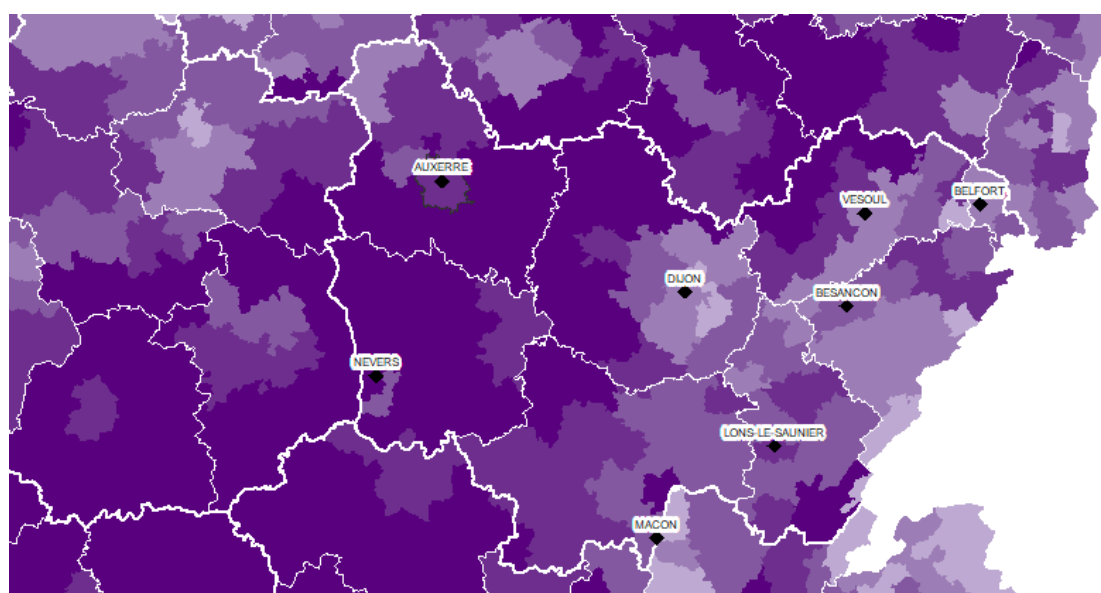 AUXERRE
BELFORT
VESOUL
DIJON
BESANCON
NEVERS
LONS-LE-SAUNIER
MACON